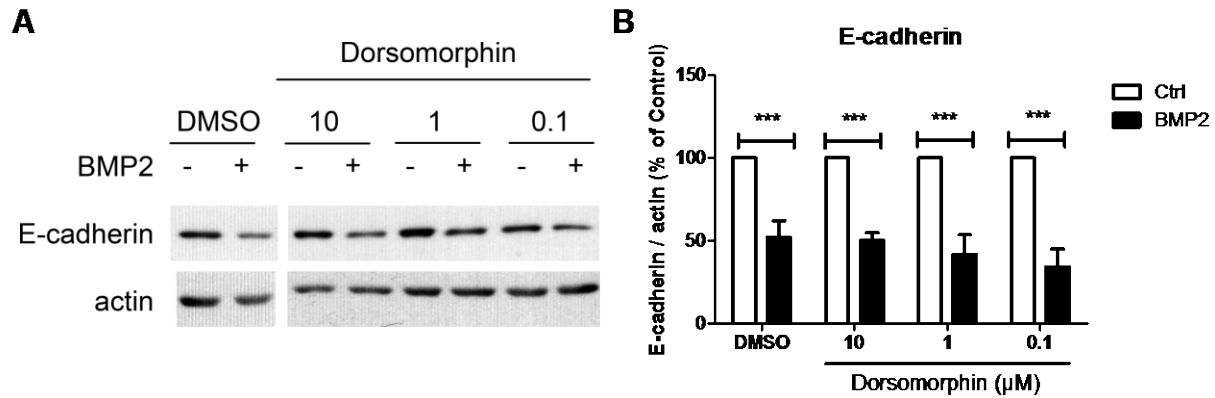 A
Dorsomorphin
DMSO 10 1 0.1
BMP2 - + - + - + - +
E-cadherin
actin
B
E-cadherin
E-cadherin / actin (% of Control)
150
100
50
0
*** *** *** ***
Ctrl
BMP2
DMSO 10 1 0.1
Dorsomorphin (µM)